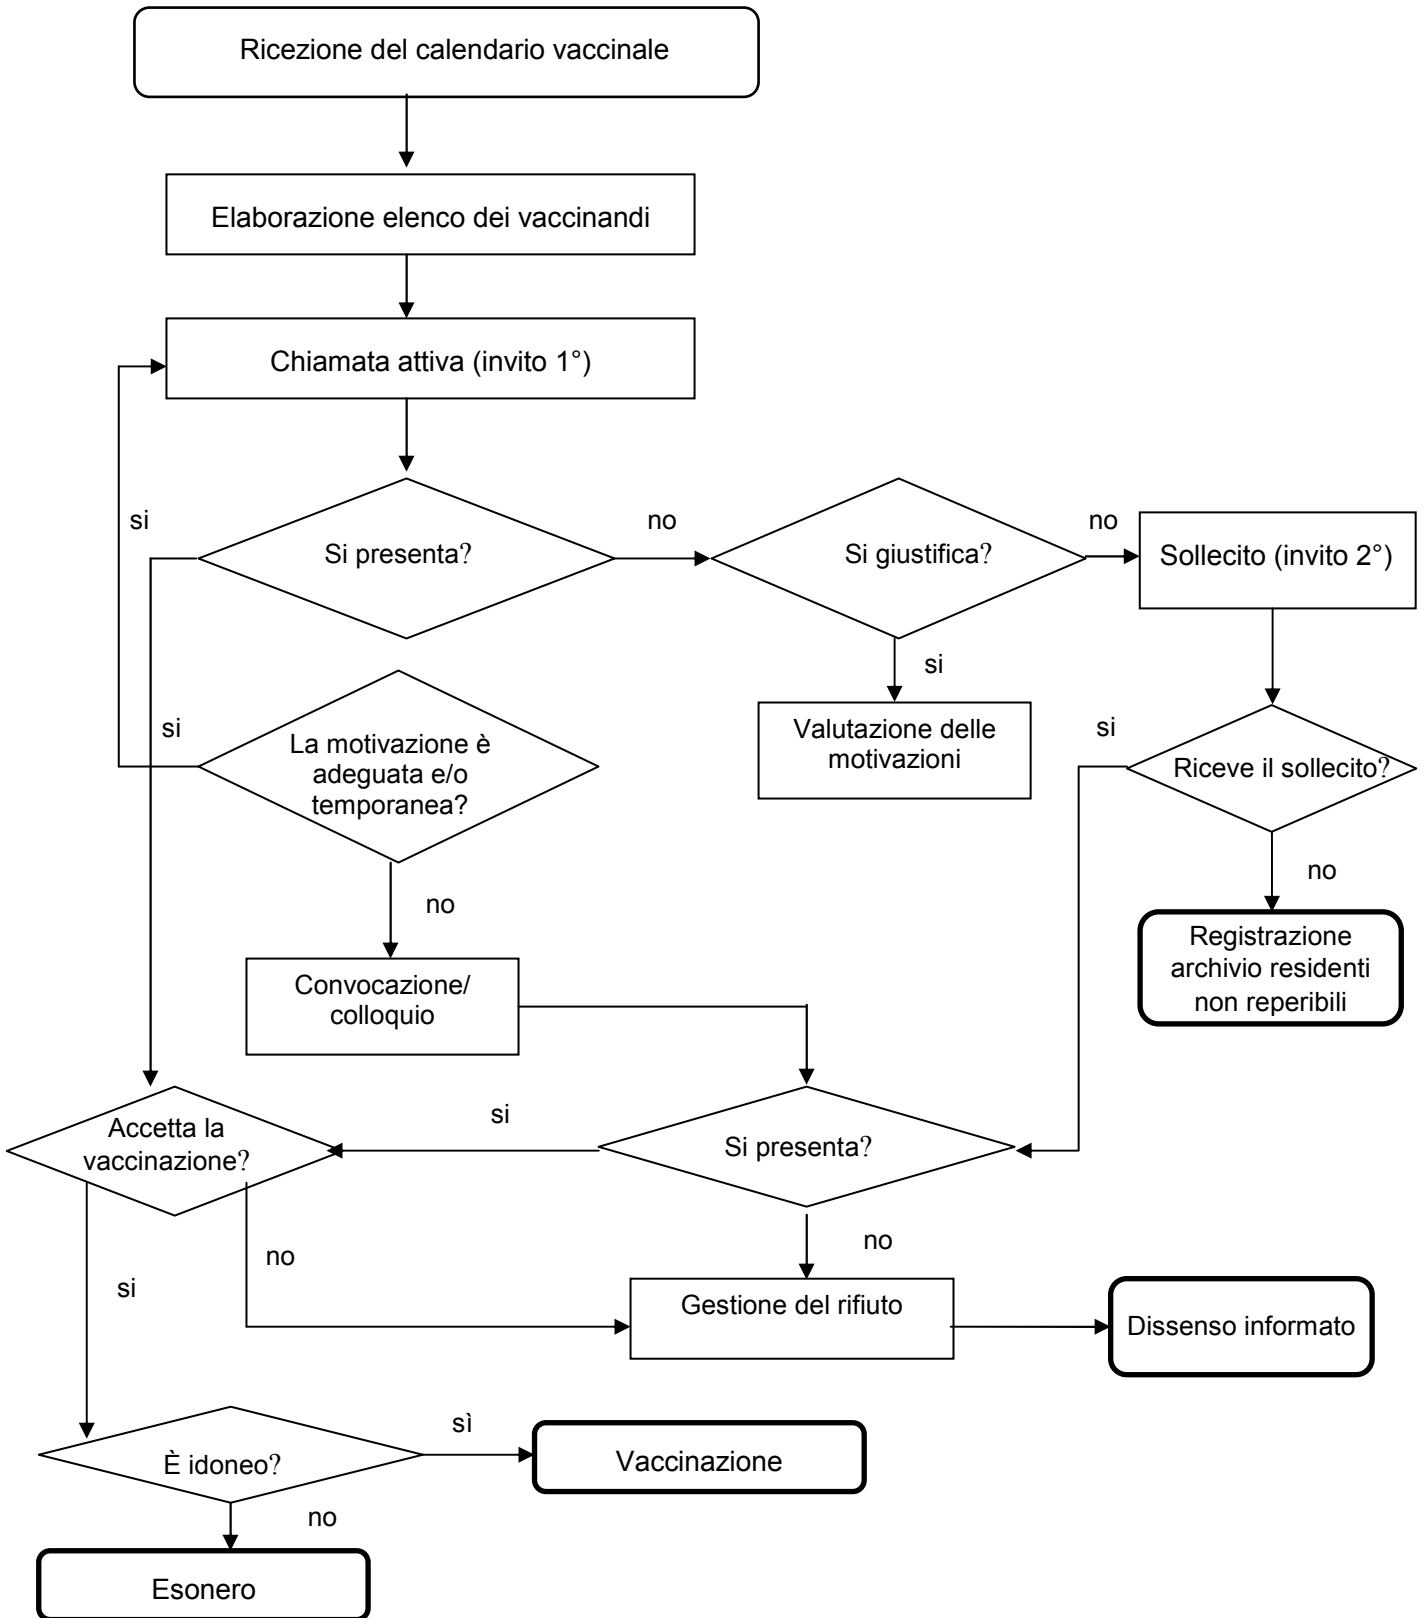 Ricezione del calendario vaccinale
Elaborazione elenco dei vaccinandi
Chiamata attiva (invito 1°)
si
Si presenta?
no
Si giustifica?
no
Sollecito (invito 2°)
si
si
La motivazione è
adeguata e/o
temporanea?
Valutazione delle
motivazioni
si
Riceve il sollecito?
no
no
Registrazione
archivio residenti
non reperibili
Convocazione/
colloquio
Accetta la
vaccinazione?
si
Si presenta?
no
no
si
Gestione del rifiuto
Dissenso informato
È idoneo?
sì
Vaccinazione
no
Esonero